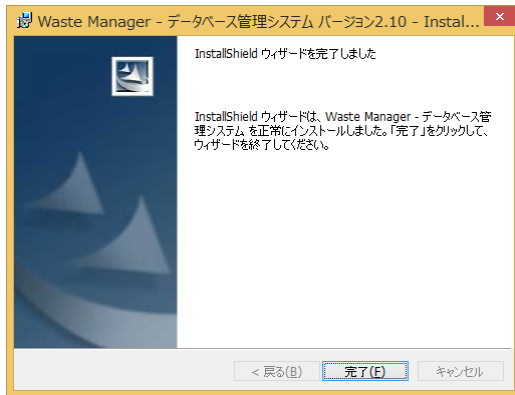 Waste Manager - データベース管理システム バージョン2.10 - Instal...
InstallShield ウィザードを完了しました
InstallShield ウィザードは、Waste Manager - データベース管
理システム を正常にインストールしました。「完了」をクリックして、
ウィザードを終了してください。
< 戻る(B)
完了(F)
キャンセル